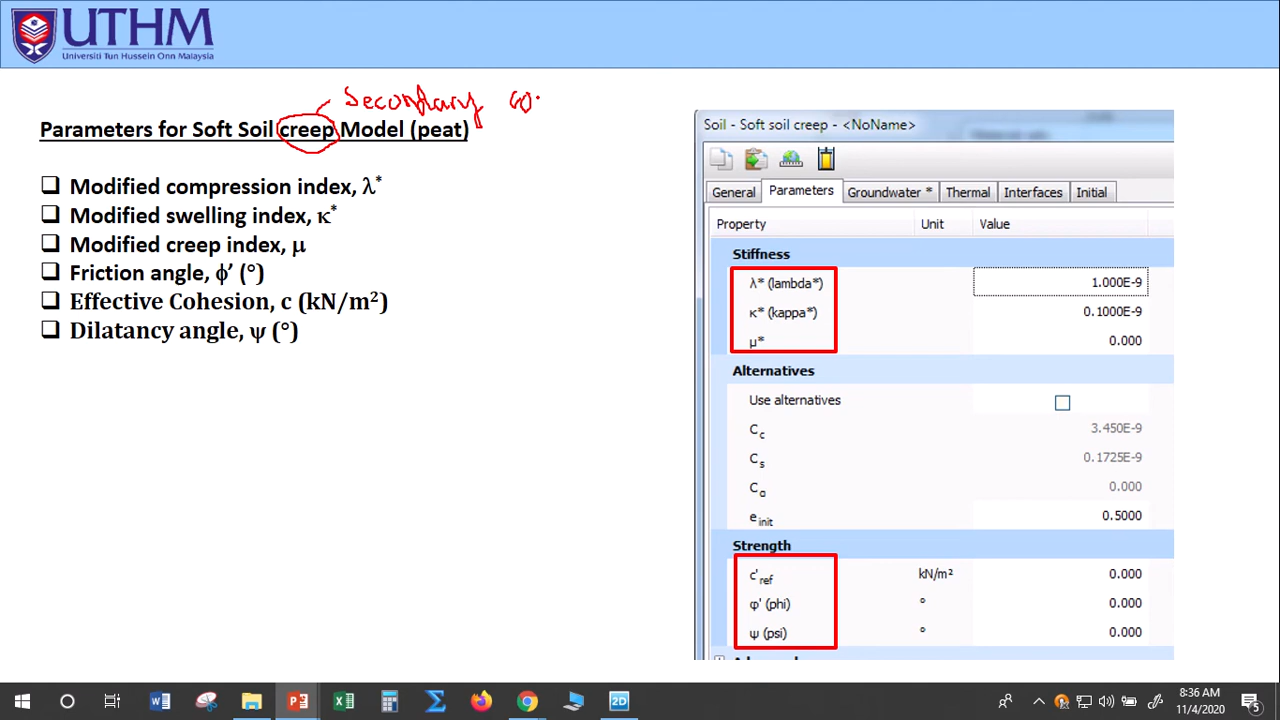 UTHM
Universiti Tun Hussein Onn Malaysia
Secondary co
Parameters for Soft Soil creep Model (peat)
❑ Modified compression index, λ*
❑ Modified swelling index, κ*
❑ Modified creep index, μ
❑ Friction angle, ϕ’ (°)
❑ Effective Cohesion, c (kN/m²)
❑ Dilatancy angle, ψ (°)
Soil - Soft soil creep - <NoName>
General Parameters Groundwater * Thermal Interfaces Initial
Property Unit Value
Stiffness
λ* (lambda*) 1.000E-9
κ* (kappa*) 0.1000E-9
μ* 0.000
Alternatives
Use alternatives
Cc 3.450E-9
Cs 0.1725E-9
Cα 0.000
einit 0.5000
Strength
c'ref kN/m² 0.000
φ' (phi) ° 0.000
ψ (psi) ° 0.000
8:36 AM
11/4/2020
5